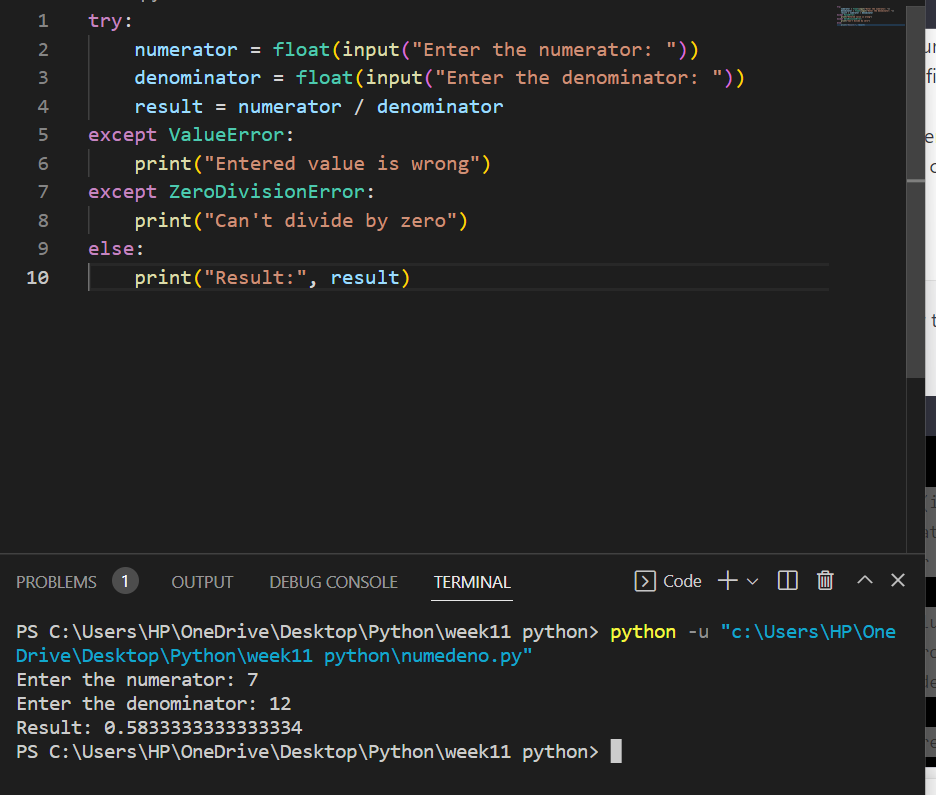 1 try:
2     numerator = float(input("Enter the numerator: "))
3     denominator = float(input("Enter the denominator: "))
4     result = numerator / denominator
5 except ValueError:
6     print("Entered value is wrong")
7 except ZeroDivisionError:
8     print("Can't divide by zero")
9 else:
10     print("Result:", result)
PROBLEMS 1 OUTPUT DEBUG CONSOLE TERMINAL Code
PS C:\Users\HP\OneDrive\Desktop\Python\week11 python> python -u "c:\Users\HP\One
Drive\Desktop\Python\week11 python\numedeno.py"
Enter the numerator: 7
Enter the denominator: 12
Result: 0.5833333333333334
PS C:\Users\HP\OneDrive\Desktop\Python\week11 python>